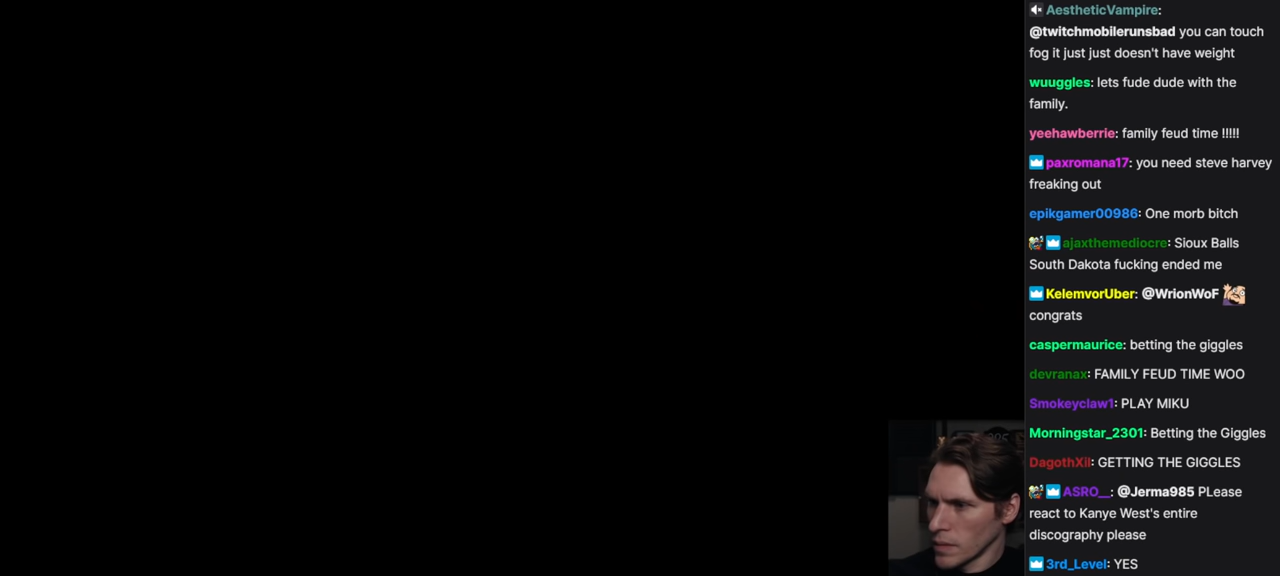 AestheticVampire:
@twitchmobilerunsbad you can touch
fog it just just doesn't have weight
wuuggles: lets fude dude with the
family.
yeehawberrie: family feud time !!!!!
paxromana17: you need steve harvey
freaking out
epikgamer00986: One morb bitch
ajaxthemediocre: Sioux Balls
South Dakota fucking ended me
KelemvorUber: @WrionWoF
congrats
caspermaurice: betting the giggles
devranax: FAMILY FEUD TIME WOO
Smokeyclaw1: PLAY MIKU
Morningstar_2301: Betting the Giggles
DagothXil: GETTING THE GIGGLES
ASRO__: @Jerma985 PLease
react to Kanye West's entire
discography please
3rd_Level: YES